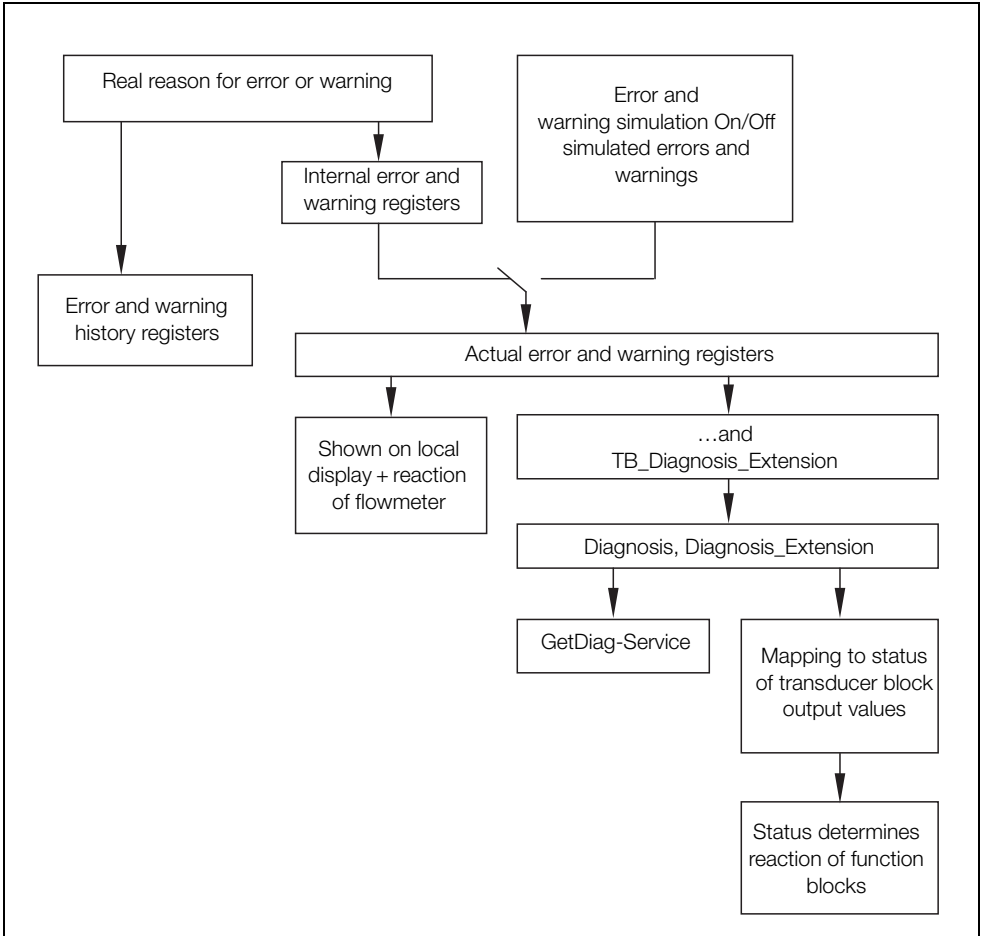 Real reason for error or warning
Error and
warning simulation On/Off
simulated errors and
warnings
Internal error and
warning registers
Error and warning
history registers
Actual error and warning registers
Shown on local
display + reaction
of flowmeter
...and
TB_Diagnosis_Extension
Diagnosis, Diagnosis_Extension
GetDiag-Service
Mapping to status
of transducer block
output values
Status determines
reaction of function
blocks